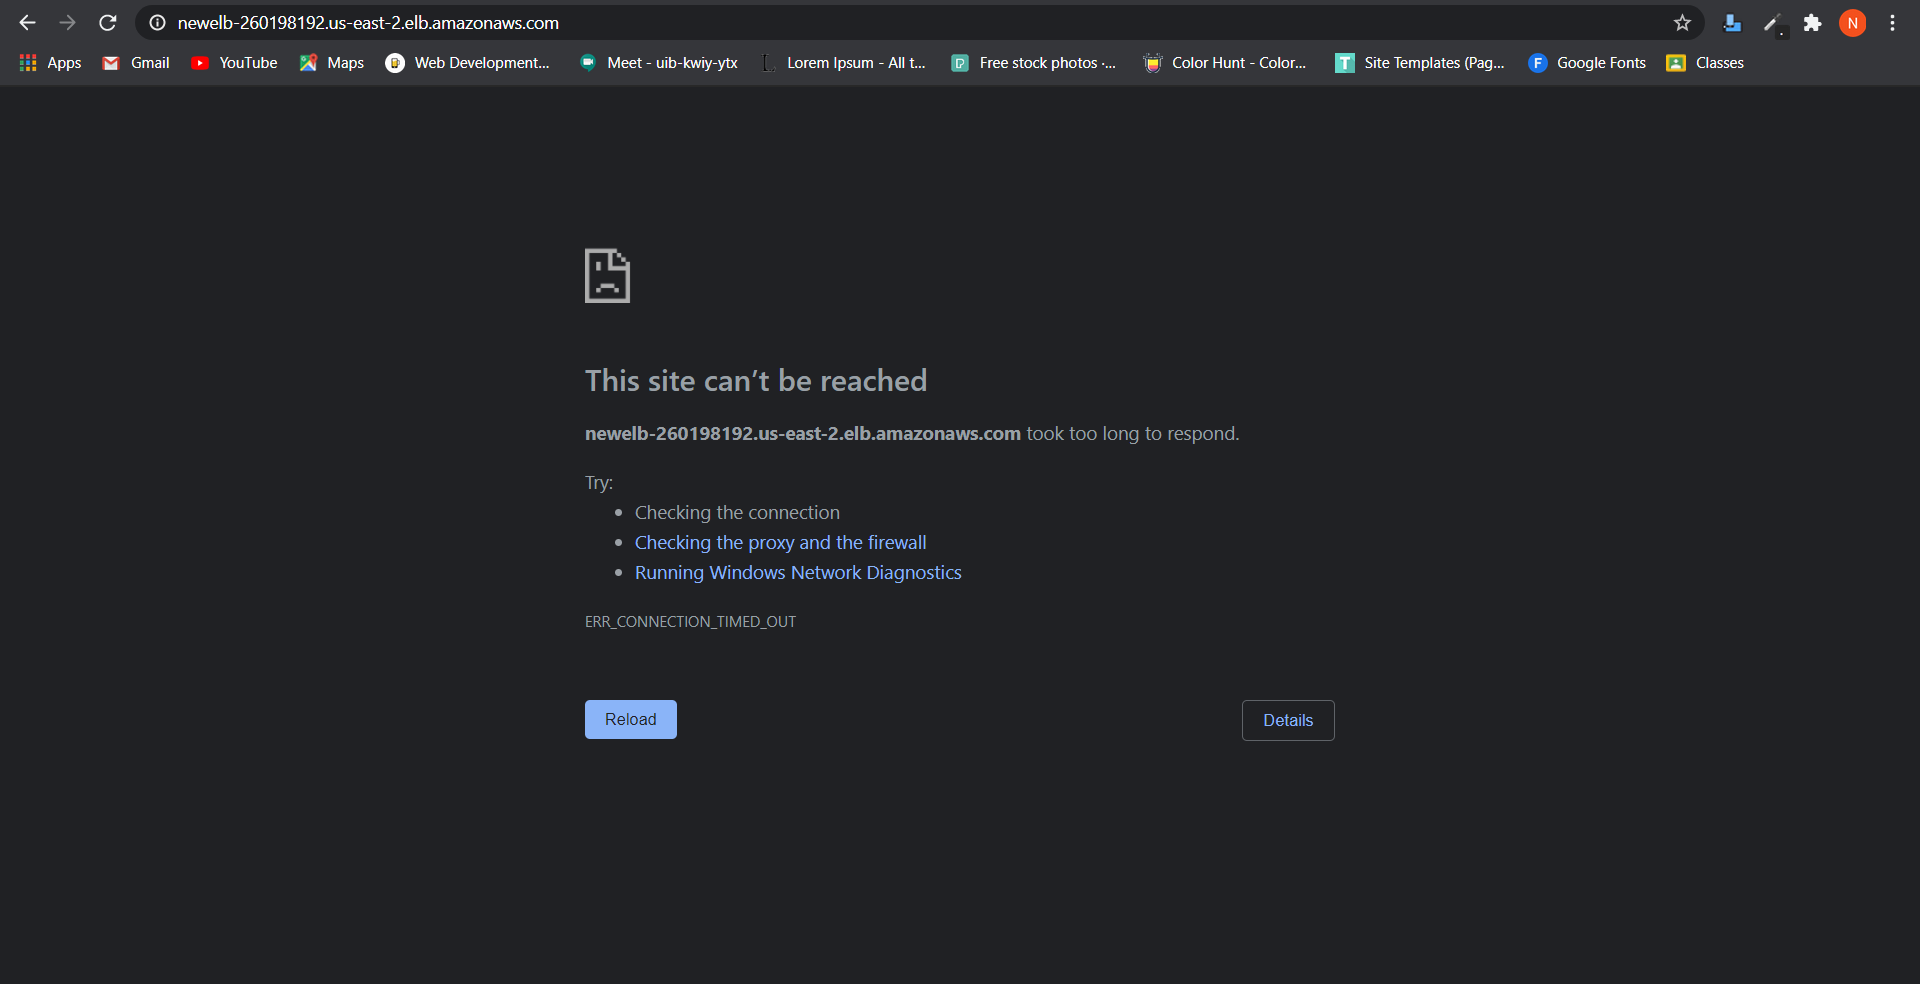 newelb-260198192.us-east-2.elb.amazonaws.com
N
Apps Gmail YouTube Maps Web Development... Meet - uib-kwiy-ytx Lorem Ipsum - All t... Free stock photos ·... Color Hunt - Color... T Site Templates (Pag... F Google Fonts Classes
This site can’t be reached
newelb-260198192.us-east-2.elb.amazonaws.com took too long to respond.
Try:
• Checking the connection
• Checking the proxy and the firewall
• Running Windows Network Diagnostics
ERR_CONNECTION_TIMED_OUT
Reload Details